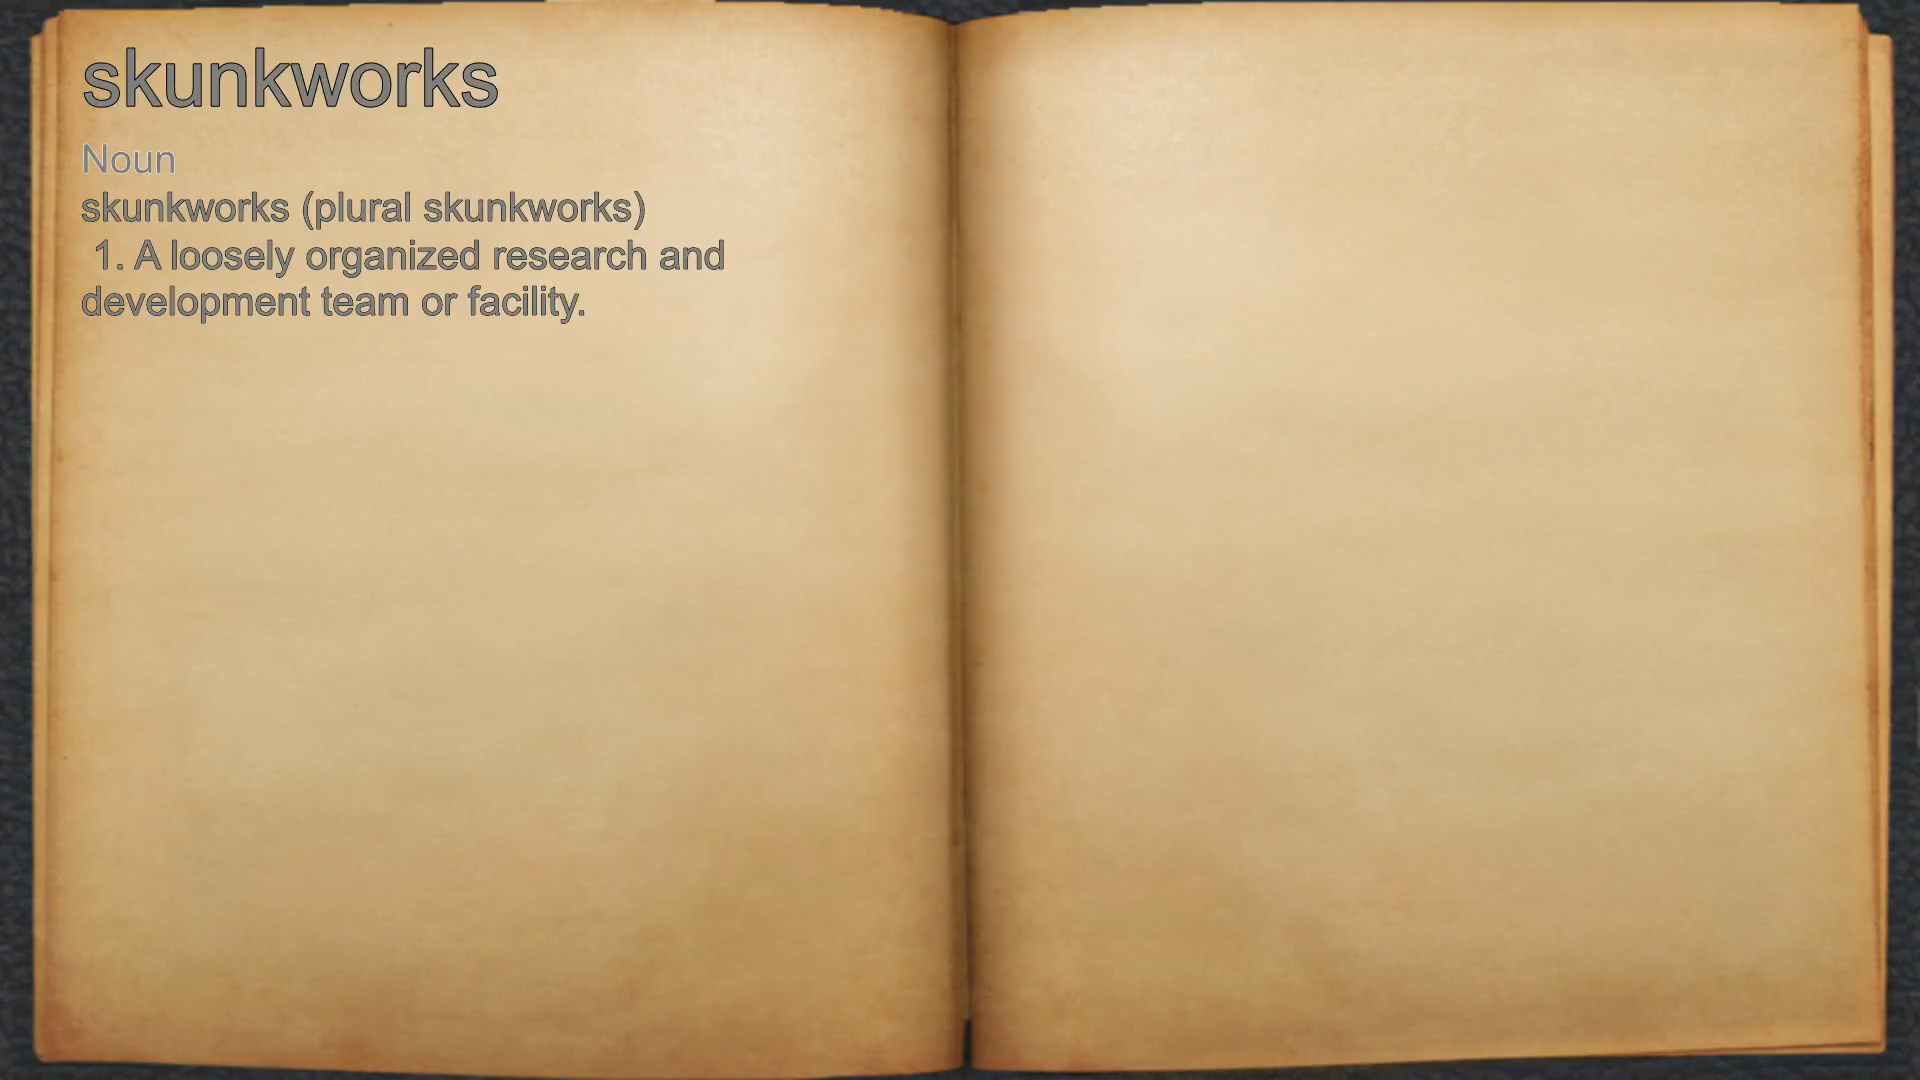 skunkworks
Noun
skunkworks (plural skunkworks)
1. A loosely organized research and
development team or facility.